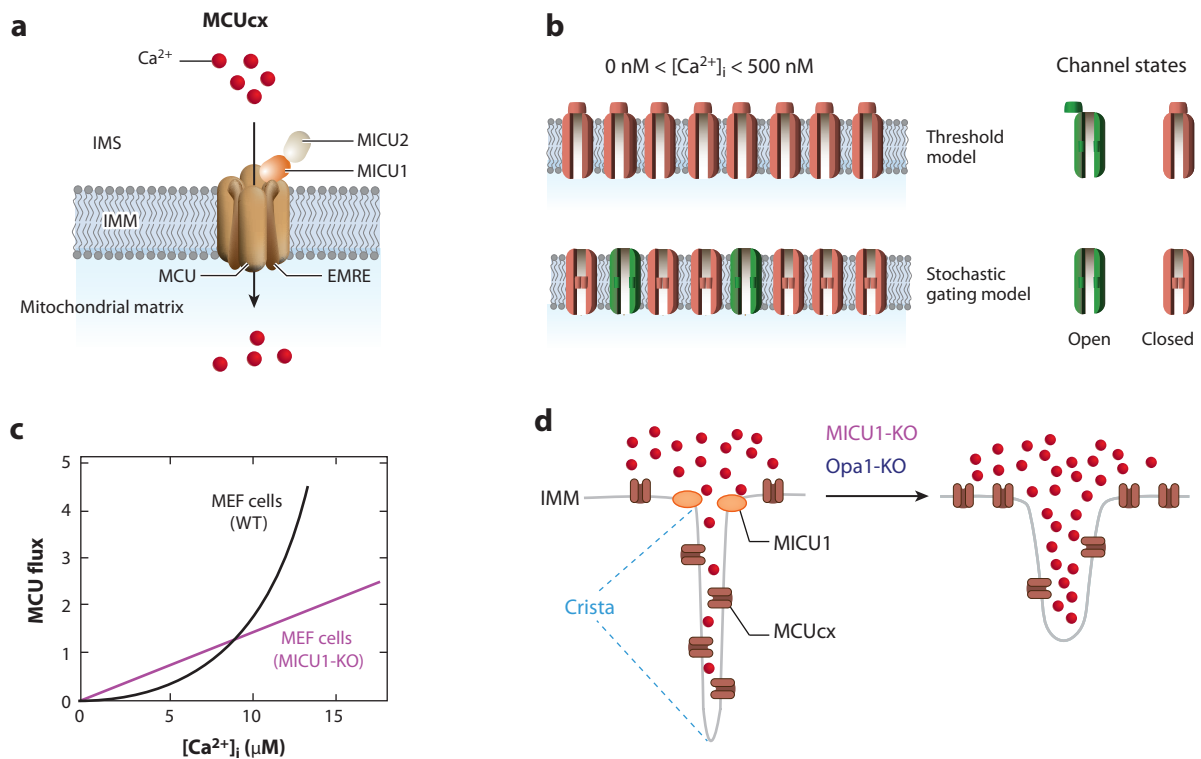 a
MCUcx
Ca²⁺
IMS
MICU2
MICU1
IMM
MCU
EMRE
Mitochondrial matrix
b
0 nM < [Ca²⁺]ᵢ < 500 nM
Channel states
Threshold
model
Stochastic
gating model
Open
Closed
c
5
4
3
2
1
0
MCU flux
MEF cells
(WT)
MEF cells
(MICU1-KO)
0
5
10
15
[Ca²⁺]ᵢ (μM)
d
MICU1-KO
Opa1-KO
IMM
MICU1
Crista
MCUcx